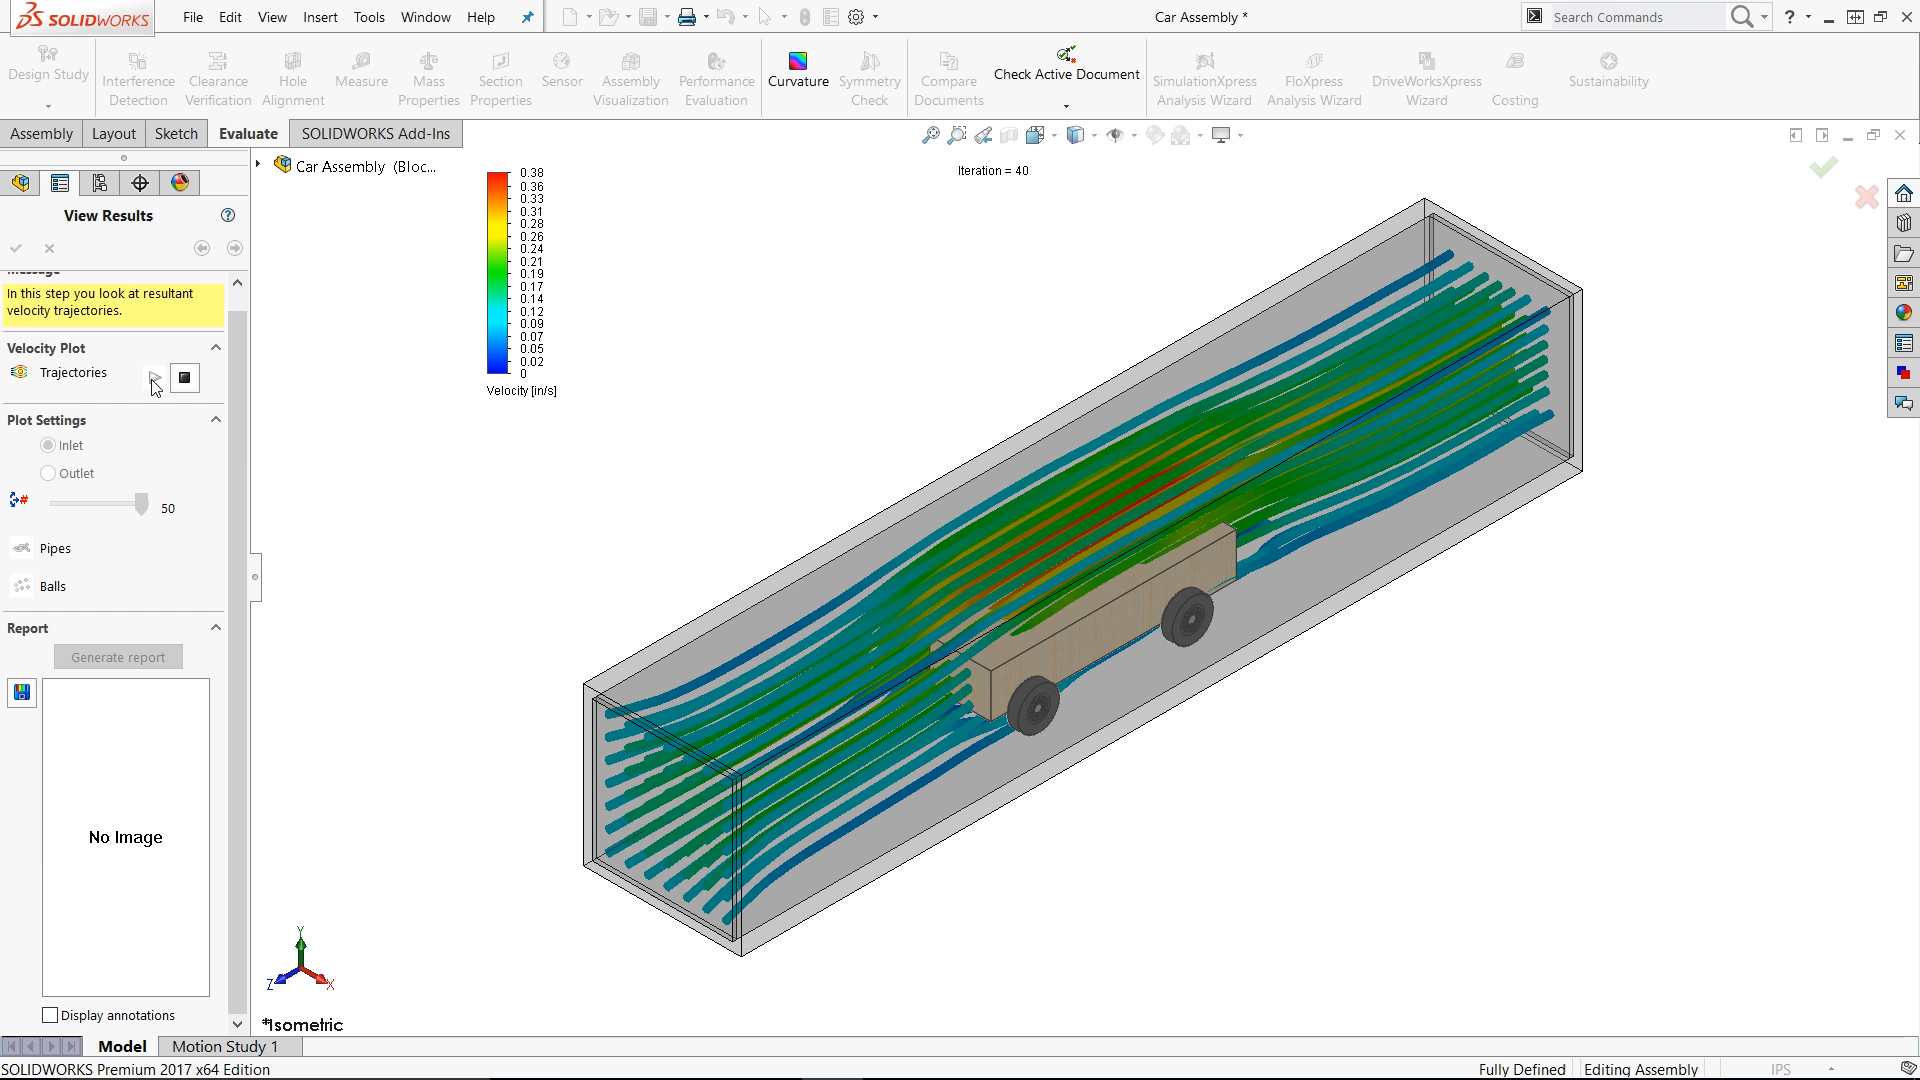 SOLIDWORKS
File Edit View Insert Tools Window Help
Car Assembly *
Search Commands
?
Design Study
Interference Detection
Clearance Verification
Hole Alignment
Measure
Mass Properties
Section Properties
Sensor
Assembly Visualization
Performance Evaluation
Curvature
Symmetry Check
Compare Documents
Check Active Document
SimulationXpress Analysis Wizard
FloXpress Analysis Wizard
DriveWorksXpress Wizard
Costing
Sustainability
Assembly Layout Sketch Evaluate SOLIDWORKS Add-Ins
Car Assembly (Bloc...
Iteration = 40
View Results
Message
In this step you look at resultant
velocity trajectories.
Velocity Plot
Trajectories
Plot Settings
Inlet
Outlet
50
Pipes
Balls
Report
Generate report
No Image
Display annotations
0.38
0.36
0.33
0.31
0.28
0.26
0.24
0.21
0.19
0.17
0.14
0.12
0.09
0.07
0.05
0.02
0
Velocity [in/s]
Y
Z
X
*Isometric
Model Motion Study 1
SOLIDWORKS Premium 2017 x64 Edition
Fully Defined Editing Assembly IPS